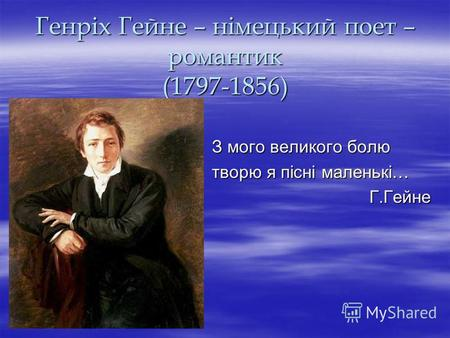 Генріх Гейне – німецький поет –
романтик
(1797-1856)
З мого великого болю
творю я пісні маленькі…
Г.Гейне
MyShared